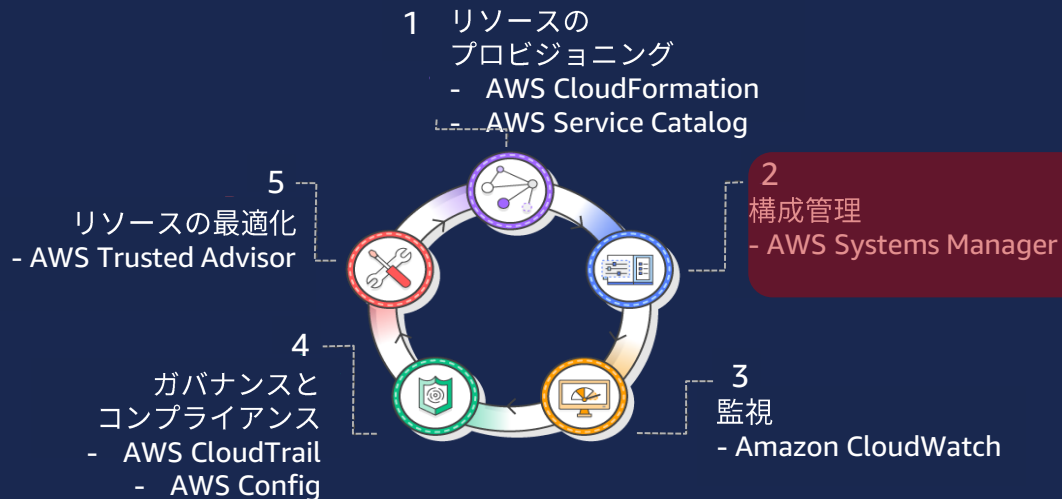 1 リソースの
プロビジョニング
- AWS CloudFormation
- AWS Service Catalog
2
構成管理
- AWS Systems Manager
3
監視
- Amazon CloudWatch
4
ガバナンスと
コンプライアンス
- AWS CloudTrail
- AWS Config
5
リソースの最適化
- AWS Trusted Advisor